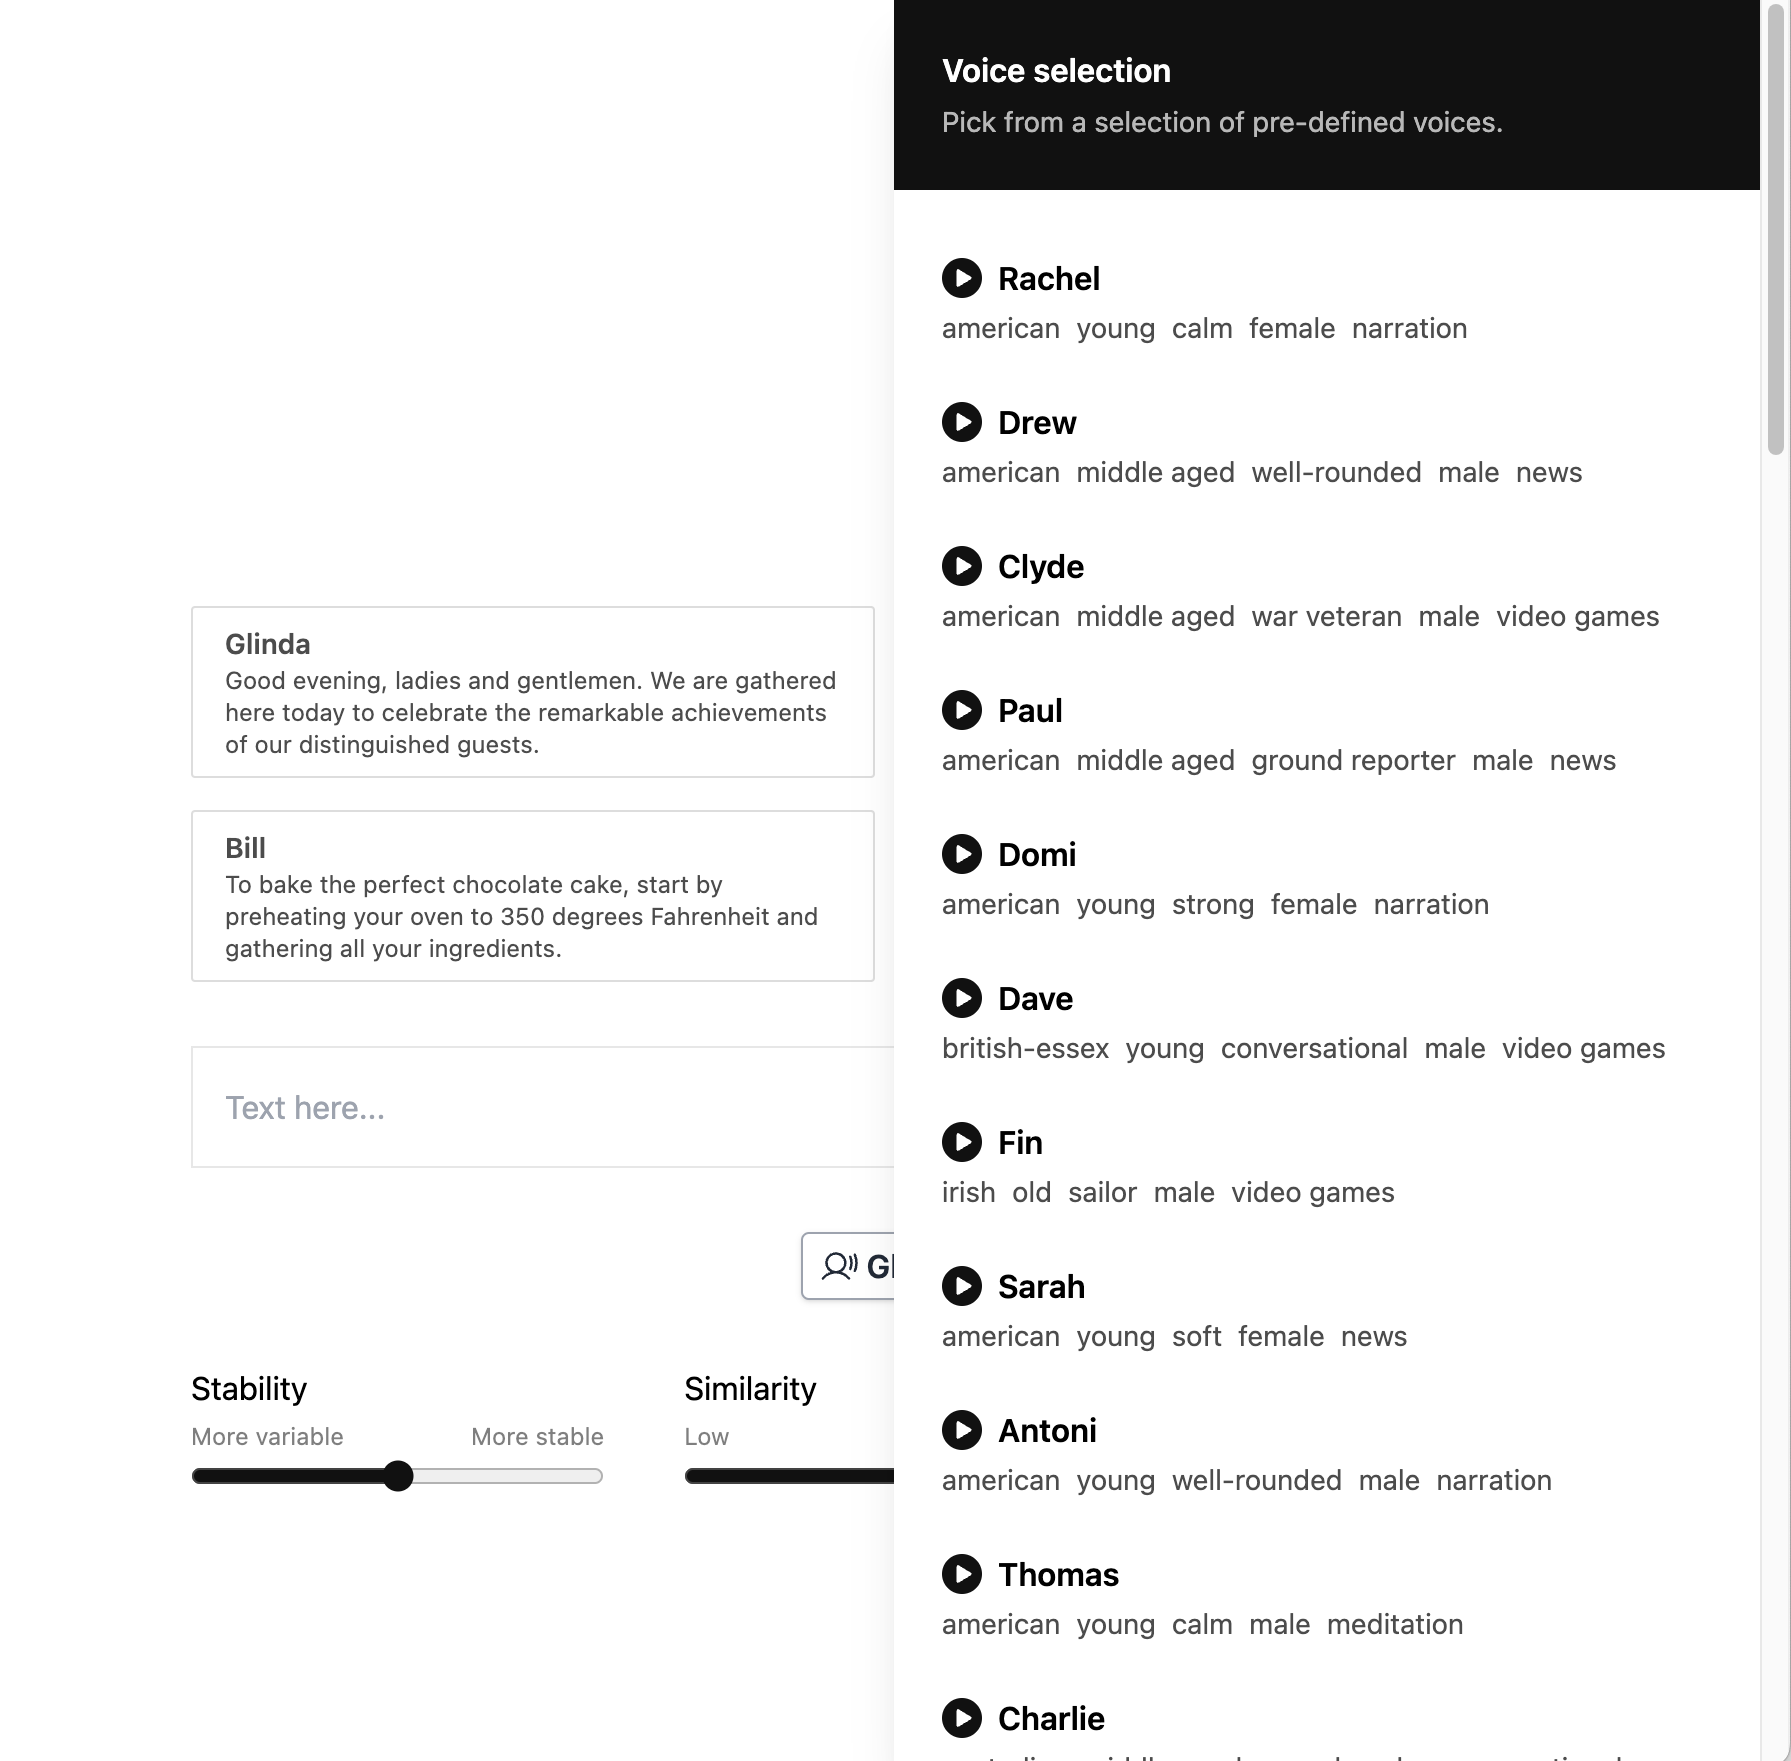 Glinda
Good evening, ladies and gentlemen. We are gathered
here today to celebrate the remarkable achievements
of our distinguished guests.
Bill
To bake the perfect chocolate cake, start by
preheating your oven to 350 degrees Fahrenheit and
gathering all your ingredients.
Text here...
Gl
Stability
More variable More stable
Similarity
Low
Voice selection
Pick from a selection of pre-defined voices.
Rachel
american young calm female narration
Drew
american middle aged well-rounded male news
Clyde
american middle aged war veteran male video games
Paul
american middle aged ground reporter male news
Domi
american young strong female narration
Dave
british-essex young conversational male video games
Fin
irish old sailor male video games
Sarah
american young soft female news
Antoni
american young well-rounded male narration
Thomas
american young calm male meditation
Charlie